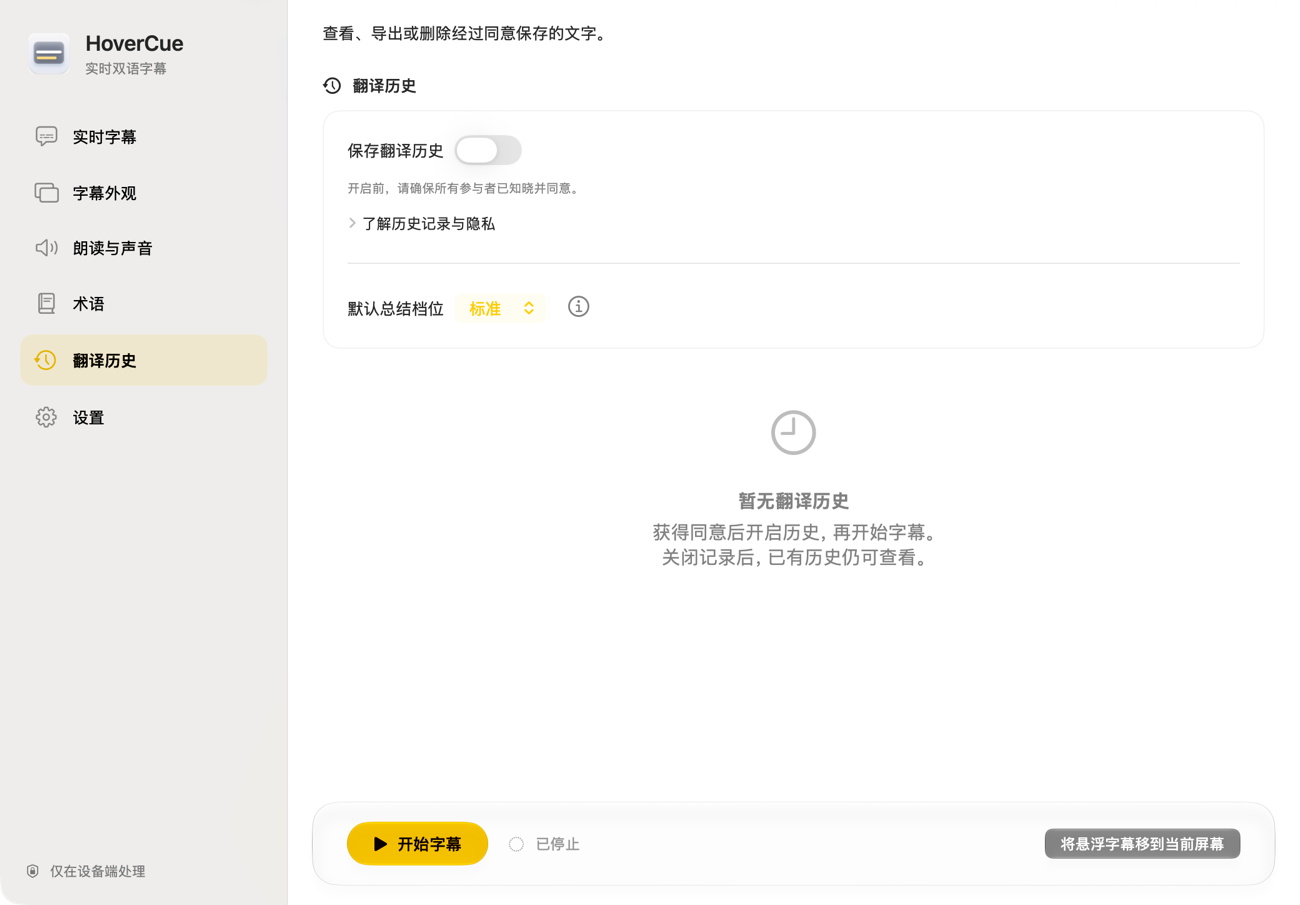 HoverCue
实时双语字幕
实时字幕
字幕外观
朗读与声音
术语
翻译历史
设置
仅在设备端处理
查看、导出或删除经过同意保存的文字。
翻译历史
保存翻译历史
开启前，请确保所有参与者已知晓并同意。
了解历史记录与隐私
默认总结档位 标准
暂无翻译历史
获得同意后开启历史，再开始字幕。
关闭记录后，已有历史仍可查看。
开始字幕 已停止 将悬浮字幕移到当前屏幕